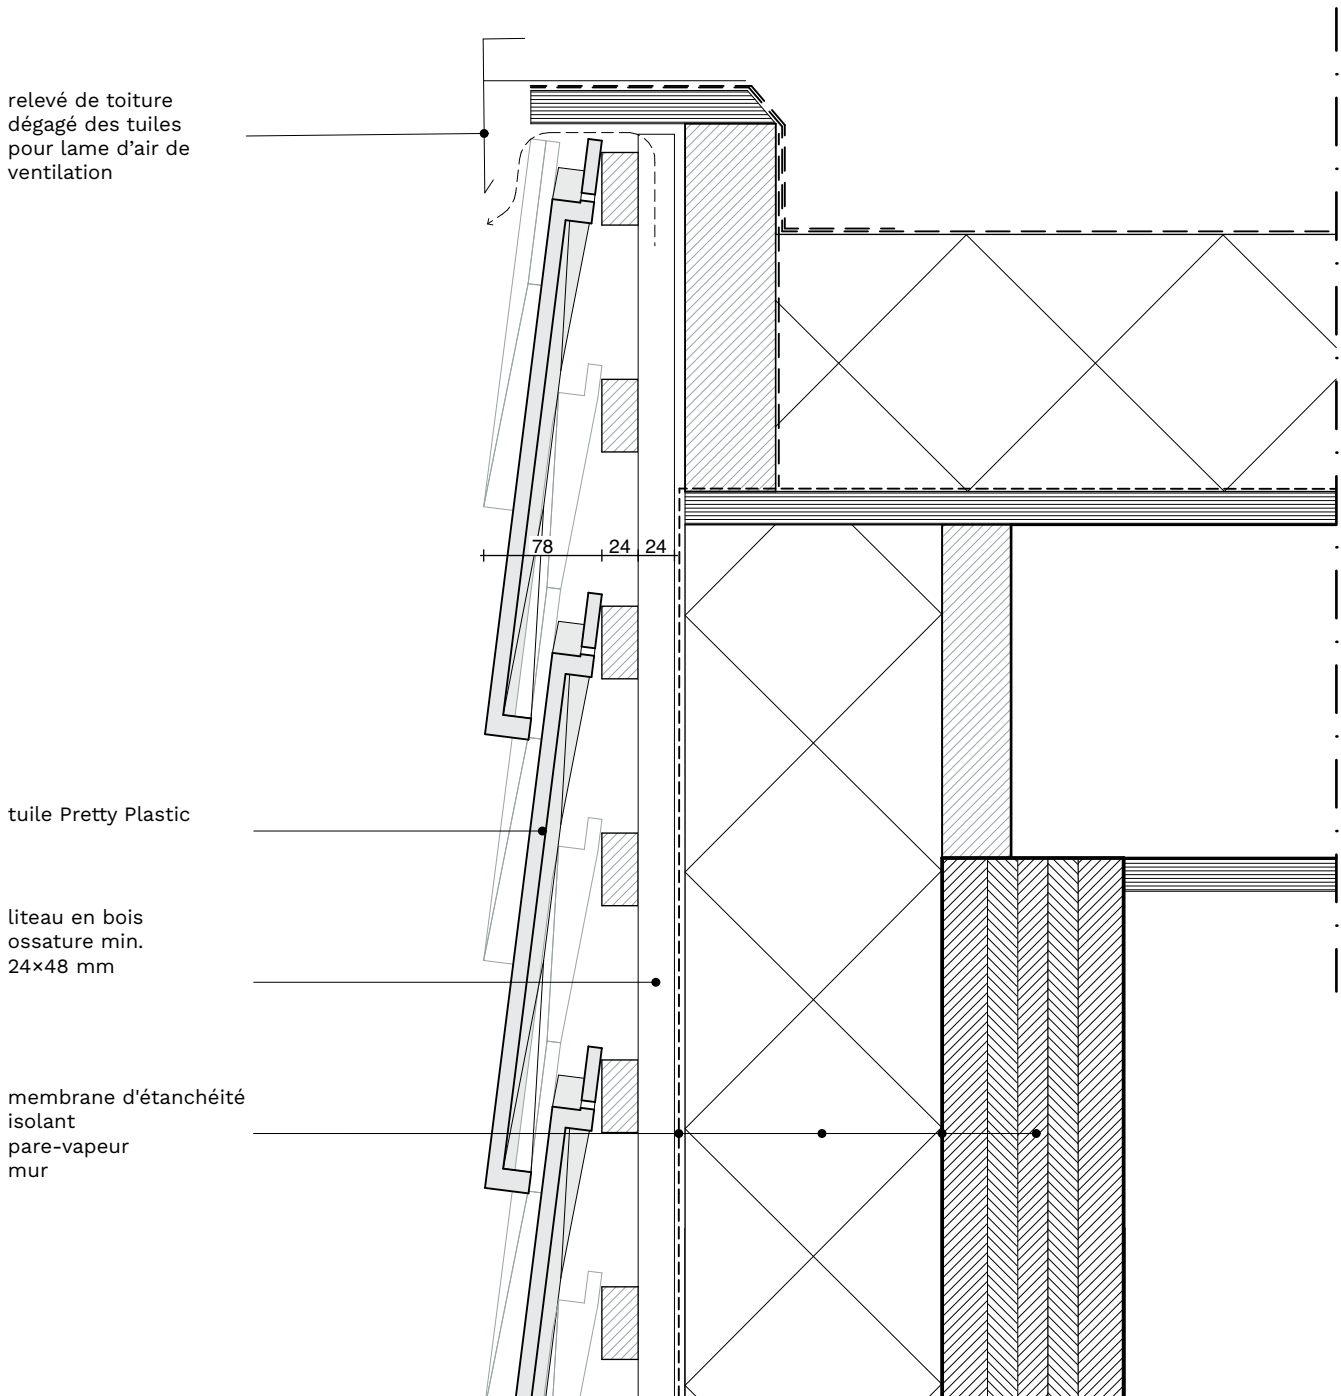 relevé de toiture
dégagé des tuiles
pour lame d’air de
ventilation
78 24 24
tuile Pretty Plastic
liteau en bois
ossature min.
24×48 mm
membrane d'étanchéité
isolant
pare-vapeur
mur